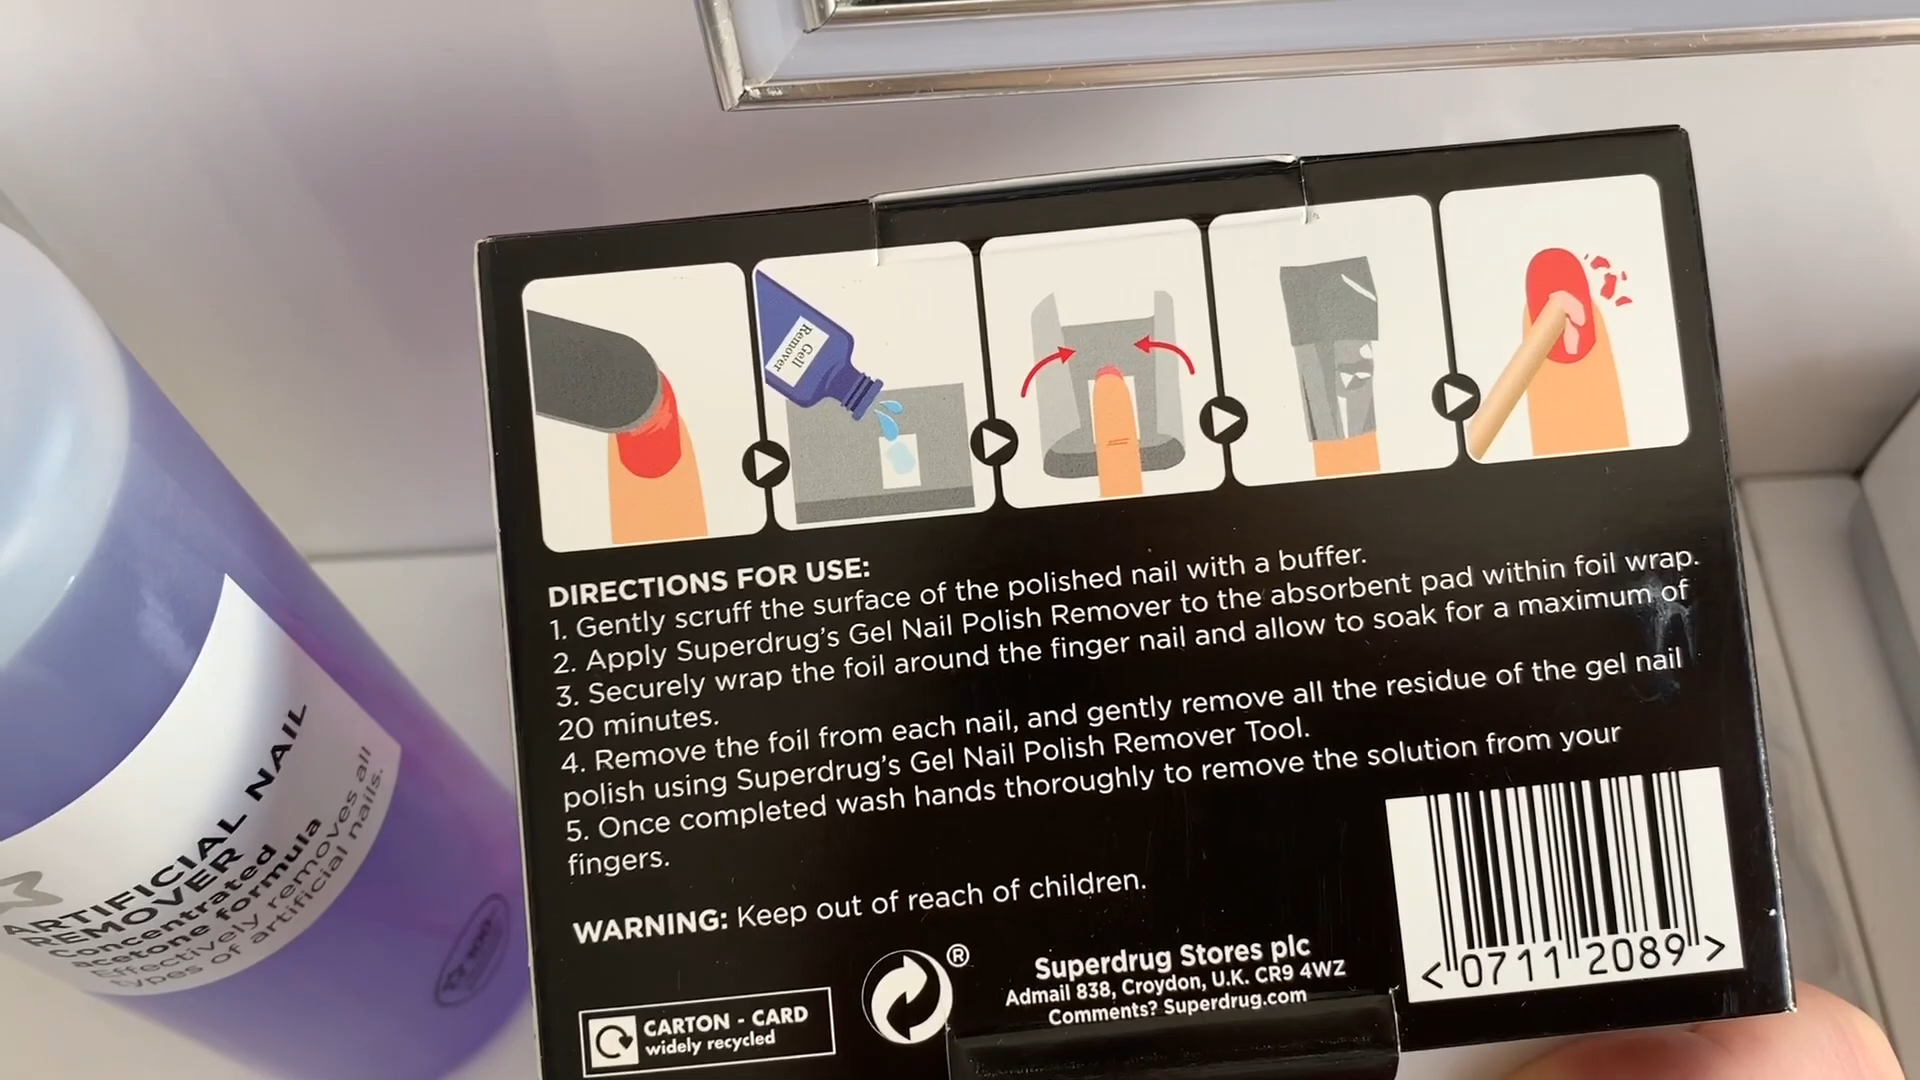 Gell
Remover
DIRECTIONS FOR USE:
1. Gently scruff the surface of the polished nail with a buffer.
2. Apply Superdrug's Gel Nail Polish Remover to the absorbent pad within foil wrap.
3. Securely wrap the foil around the finger nail and allow to soak for a maximum of
20 minutes.
4. Remove the foil from each nail, and gently remove all the residue of the gel nail
polish using Superdrug's Gel Nail Polish Remover Tool.
5. Once completed wash hands thoroughly to remove the solution from your
fingers.
WARNING: Keep out of reach of children.
CARTON - CARD
widely recycled
®
Superdrug Stores plc
Admail 838, Croydon, U.K. CR9 4WZ
Comments? Superdrug.com
<0711 2089>
ARTIFICIAL NAIL
REMOVER
concentrated
acetone formula
Effectively removes all
types of artificial nails.